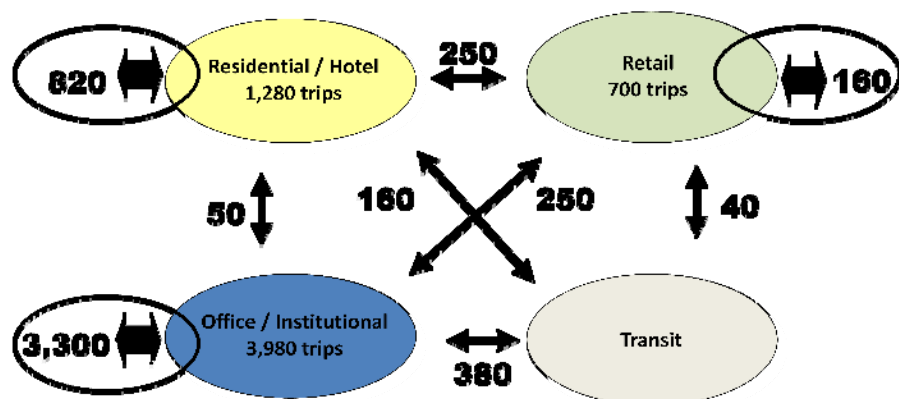 Residential / Hotel
1,280 trips
820
250
Retail
700 trips
160
50
160
250
40
Office / Institutional
3,980 trips
3,300
380
Transit